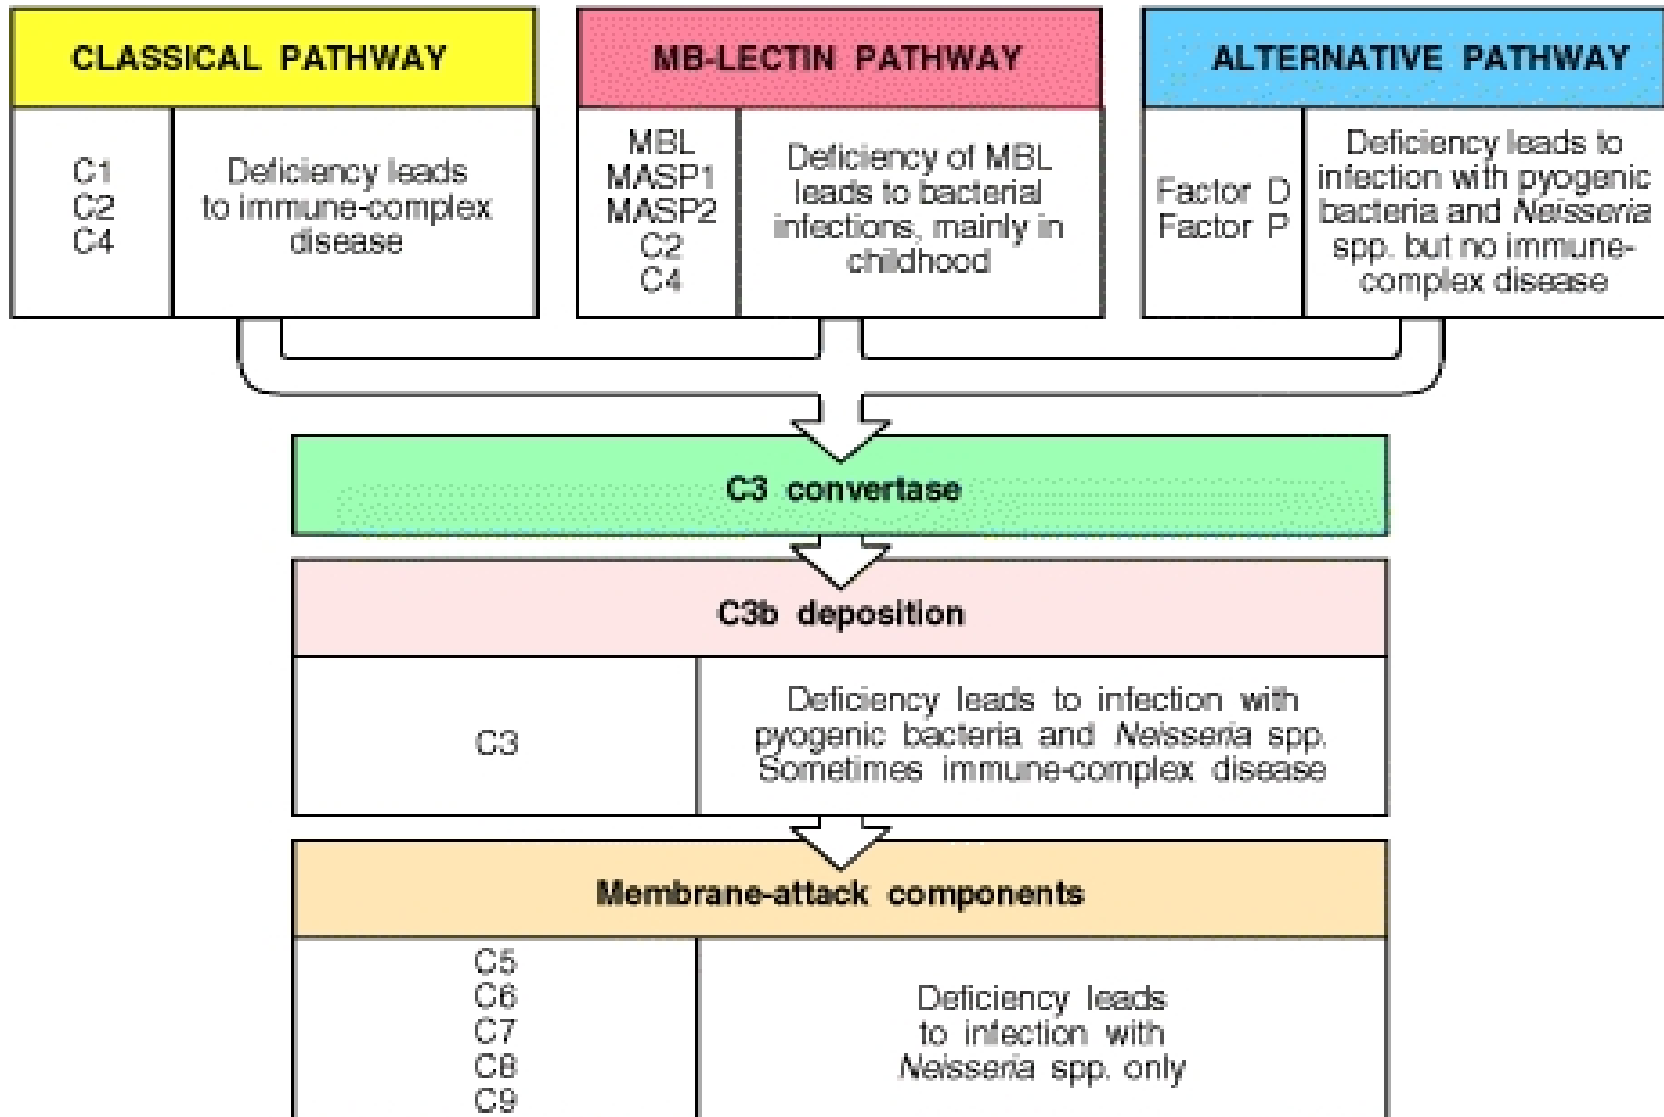 CLASSICAL PATHWAY
C1
C2
C4
Deficiency leads
to immune-complex
disease
MB-LECTIN PATHWAY
MBL
MASP1
MASP2
C2
C4
Deficiency of MBL
leads to bacterial
infections, mainly in
childhood
ALTERNATIVE PATHWAY
Factor D
Factor P
Deficiency leads to
infection with pyogenic
bacteria and Neisseria
spp. but no immune-
complex disease
C3 convertase
C3b deposition
C3
Deficiency leads to infection with
pyogenic bacteria and Neisseria spp.
Sometimes immune-complex disease
Membrane-attack components
C5
C6
C7
C8
C9
Deficiency leads
to infection with
Neisseria spp. only